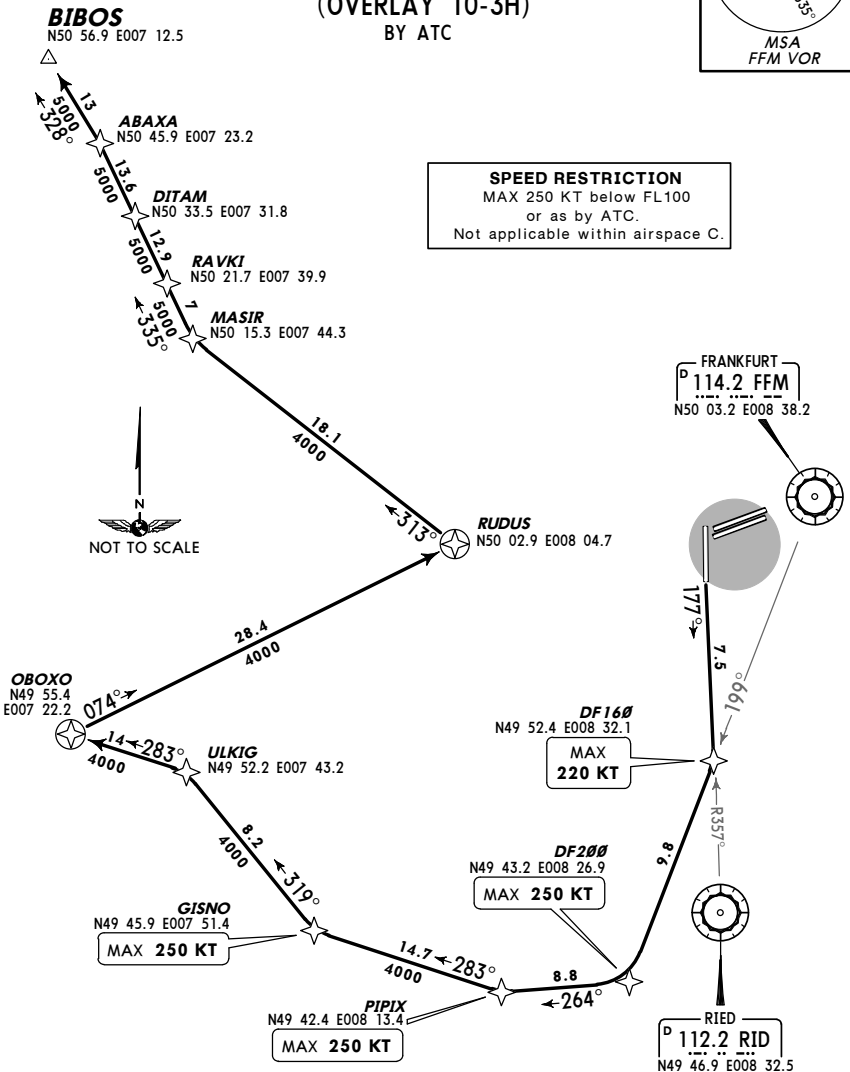 (OVERLAY 10-3H)
BY ATC
BIBOS
N50 56.9 E007 12.5
035°
MSA
FFM VOR
13
5000
328°
ABAXA
N50 45.9 E007 23.2
13.6
5000
DITAM
N50 33.5 E007 31.8
12.9
5000
RAVKI
N50 21.7 E007 39.9
7
5000
335°
MASIR
N50 15.3 E007 44.3
SPEED RESTRICTION
MAX 250 KT below FL100
or as by ATC.
Not applicable within airspace C.
FRANKFURT
D 114.2 FFM
N50 03.2 E008 38.2
18.1
4000
313°
N
NOT TO SCALE
RUDUS
N50 02.9 E008 04.7
177°
7.5
199°
28.4
4000
074°
OBOXO
N49 55.4
E007 22.2
14
283°
4000
ULKIG
N49 52.2 E007 43.2
DF16Ø
N49 52.4 E008 32.1
MAX
220 KT
R357°
9.8
8.2
4000
319°
DF2ØØ
N49 43.2 E008 26.9
MAX 250 KT
GISNO
N49 45.9 E007 51.4
MAX 250 KT
14.7
283°
4000
8.8
264°
PIPIX
N49 42.4 E008 13.4
MAX 250 KT
RIED
D 112.2 RID
N49 46.9 E008 32.5